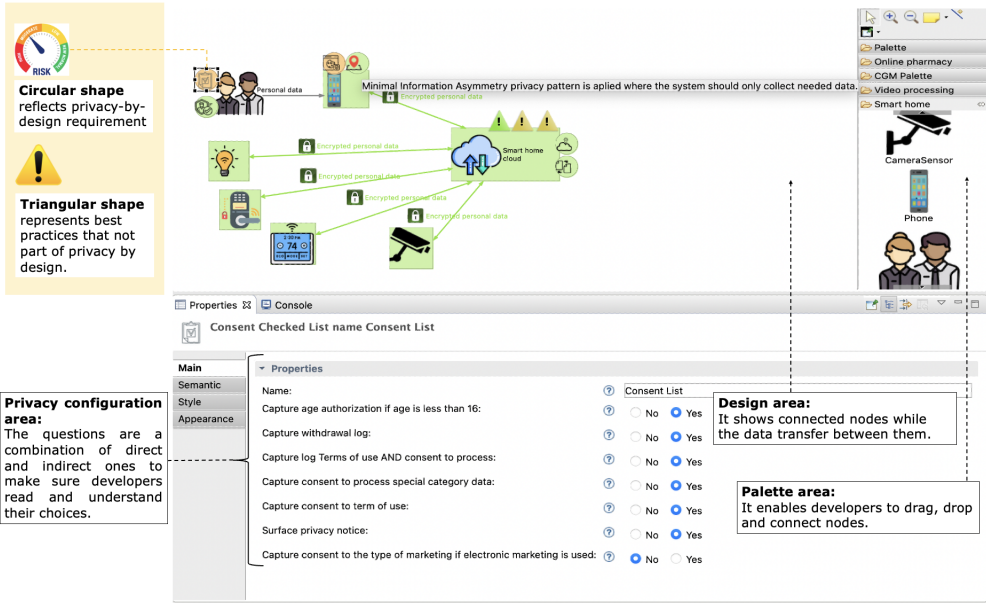 RISK
Circular shape
reflects privacy-by-
design requirement
Triangular shape
represents best
practices that not
part of privacy by
design.
Personal data
Minimal Information Asymmetry privacy pattern is aplied where the system should only collect needed data.
Encrypted personal data
Encrypted personal data
Encrypted personal data
Encrypted personal data
Encrypted personal data
Smart home
cloud
2:30 PM
74
Palette
Online pharmacy
CGM Palette
Video processing
Smart home
CameraSensor
Phone
Properties
Console
Consent Checked List name Consent List
Main
Semantic
Style
Appearance
Properties
Name:
Consent List
Capture age authorization if age is less than 16:
No Yes
Capture withdrawal log:
No Yes
Capture log Terms of use AND consent to process:
No Yes
Capture consent to process special category data:
No Yes
Capture consent to term of use:
No Yes
Surface privacy notice:
No Yes
Capture consent to the type of marketing if electronic marketing is used:
No Yes
Privacy configuration
area:
The questions are a
combination of direct
and indirect ones to
make sure developers
read and understand
their choices.
Design area:
It shows connected nodes while
the data transfer between them.
Palette area:
It enables developers to drag, drop
and connect nodes.